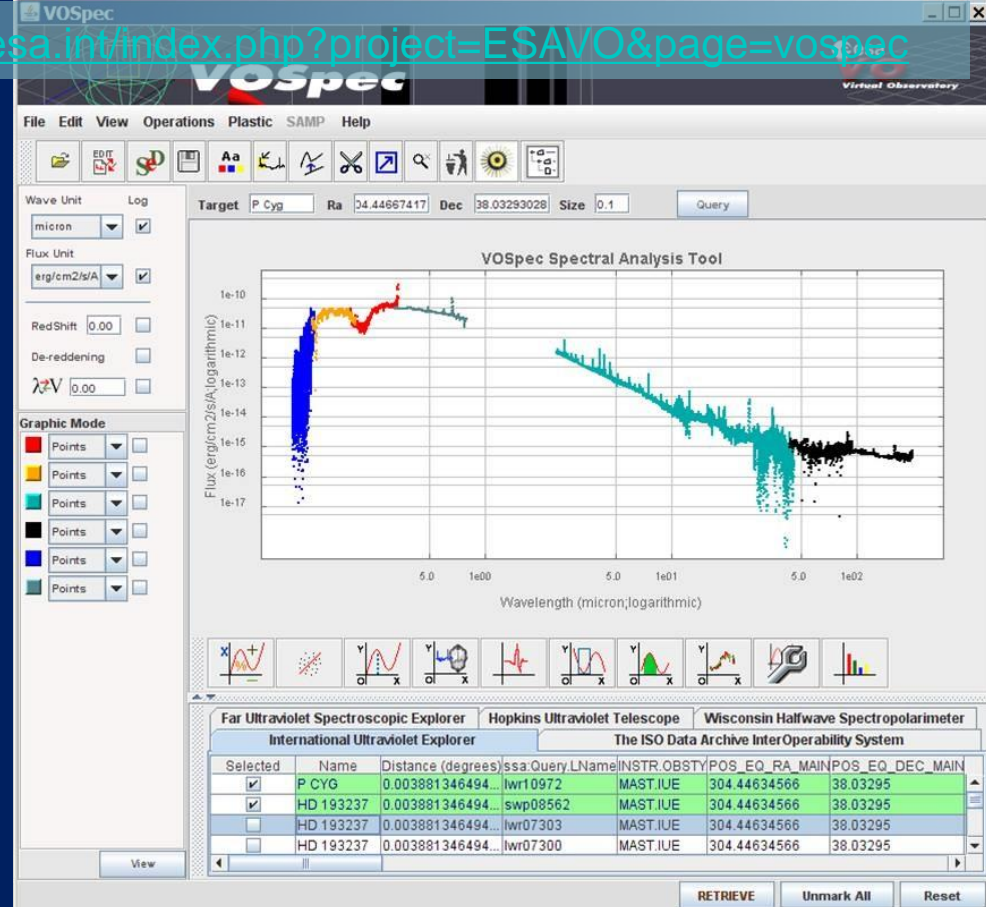 VOSpec
esa.int/index.php?project=ESAVO&page=vospec
VOSpec
esa
VO
Virtual Observatory
File Edit View Operations Plastic SAMP Help
EDIT SED Aa
Wave Unit Log
micron
Flux Unit
erg/cm2/s/A
RedShift 0.00
De-reddening
λ⇄V 0.00
Target P Cyg Ra 04.44667417 Dec 38.03293028 Size 0.1 Query
VOSpec Spectral Analysis Tool
Flux (erg/cm2/s/A;logarithmic)
1e-10
1e-11
1e-12
1e-13
1e-14
1e-15
1e-16
1e-17
5.0 1e00 5.0 1e01 5.0 1e02
Wavelength (micron;logarithmic)
Graphic Mode
Points
Points
Points
Points
Points
Points
View
Far Ultraviolet Spectroscopic Explorer Hopkins Ultraviolet Telescope Wisconsin Halfwave Spectropolarimeter
International Ultraviolet Explorer The ISO Data Archive InterOperability System
Selected Name Distance (degrees) ssa:Query.LName INSTR.OBSTY POS_EQ_RA_MAIN POS_EQ_DEC_MAIN
P CYG 0.003881346494... lwr10972 MAST.IUE 304.44634566 38.03295
HD 193237 0.003881346494... swp08562 MAST.IUE 304.44634566 38.03295
HD 193237 0.003881346494... lwr07303 MAST.IUE 304.44634566 38.03295
HD 193237 0.003881346494... lwr07300 MAST.IUE 304.44634566 38.03295
RETRIEVE Unmark All Reset